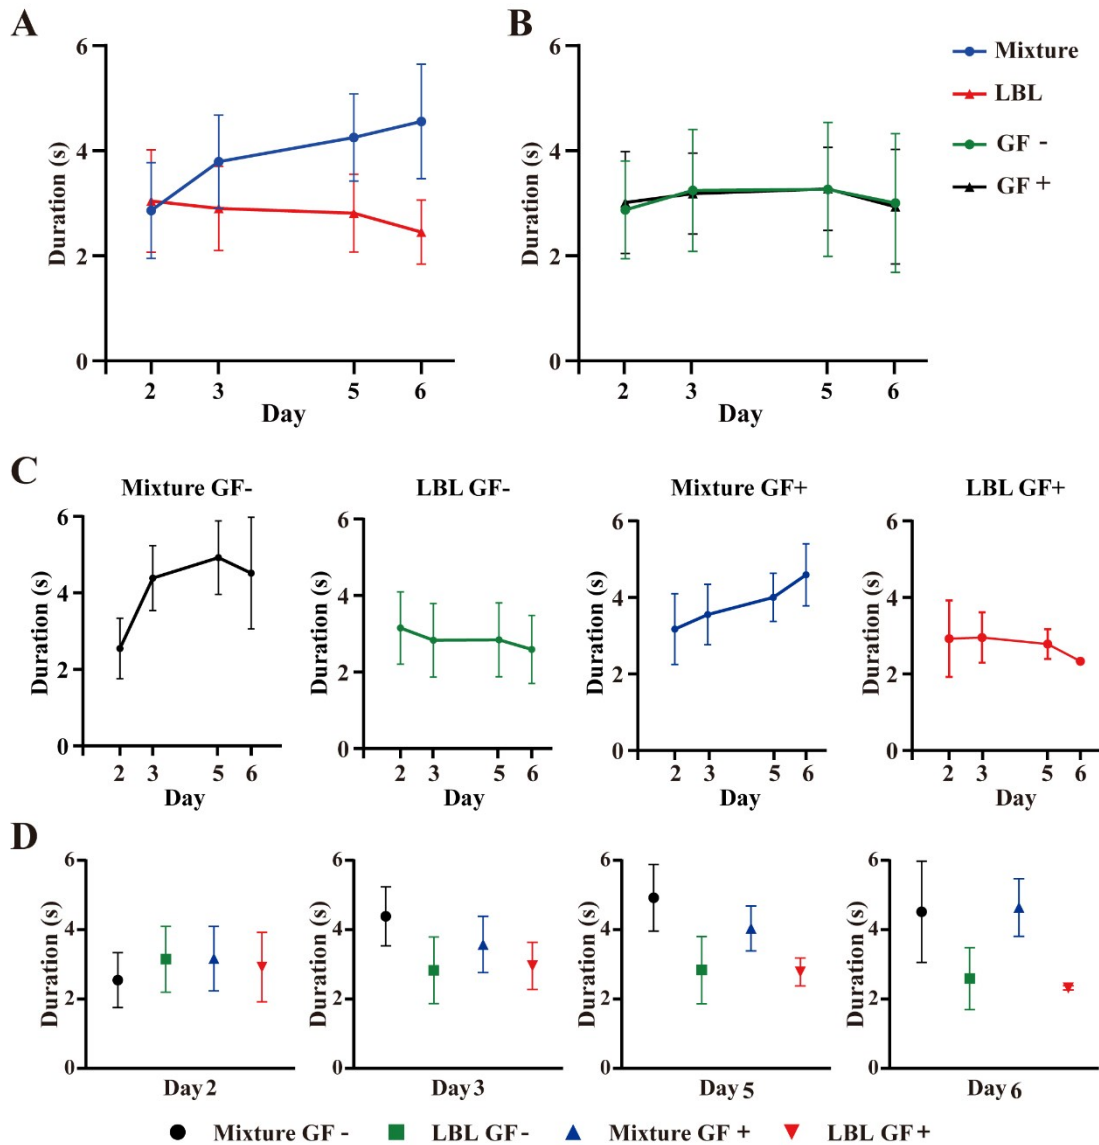 A
B
6
4
2
0
Duration (s)
2 3 5 6
Day
6
4
2
0
Duration (s)
2 3 5 6
Day
Mixture
LBL
GF -
GF +
C
Mixture GF-
LBL GF-
Mixture GF+
LBL GF+
6
4
2
0
Duration (s)
2 3 5 6
Day
6
4
2
0
Duration (s)
2 3 5 6
Day
6
4
2
0
Duration (s)
2 3 5 6
Day
6
4
2
0
Duration (s)
2 3 5 6
Day
D
6
4
2
0
Duration (s)
Day 2
6
4
2
0
Duration (s)
Day 3
6
4
2
0
Duration (s)
Day 5
6
4
2
0
Duration (s)
Day 6
Mixture GF - LBL GF- Mixture GF + LBL GF+